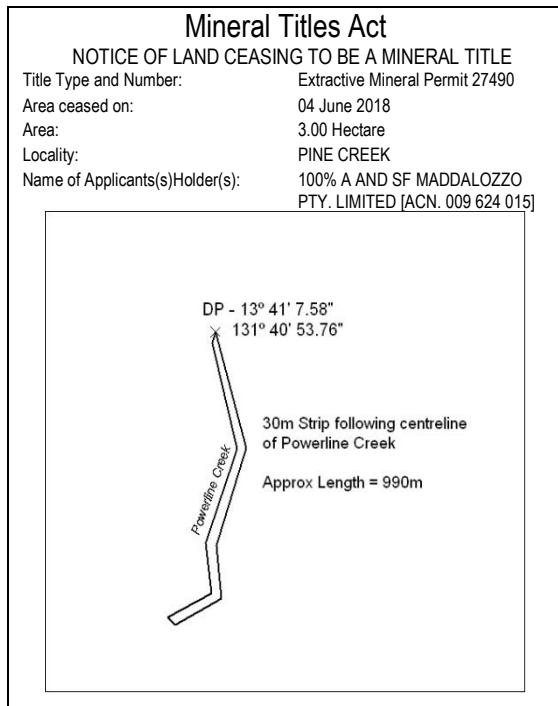 Mineral Titles Act
NOTICE OF LAND CEASING TO BE A MINERAL TITLE
Title Type and Number: Extractive Mineral Permit 27490
Area ceased on: 04 June 2018
Area: 3.00 Hectare
Locality: PINE CREEK
Name of Applicants(s)Holder(s): 100% A AND SF MADDALOZZO
PTY. LIMITED [ACN. 009 624 015]
DP - 13º 41' 7.58"
131º 40' 53.76"
30m Strip following centreline
of Powerline Creek
Powerline Creek
Approx Length = 990m